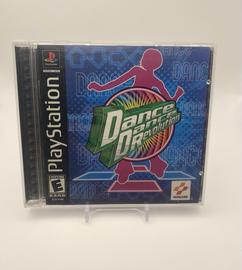 PlayStation
Dance
Dance
Revolution
E
KONAMI